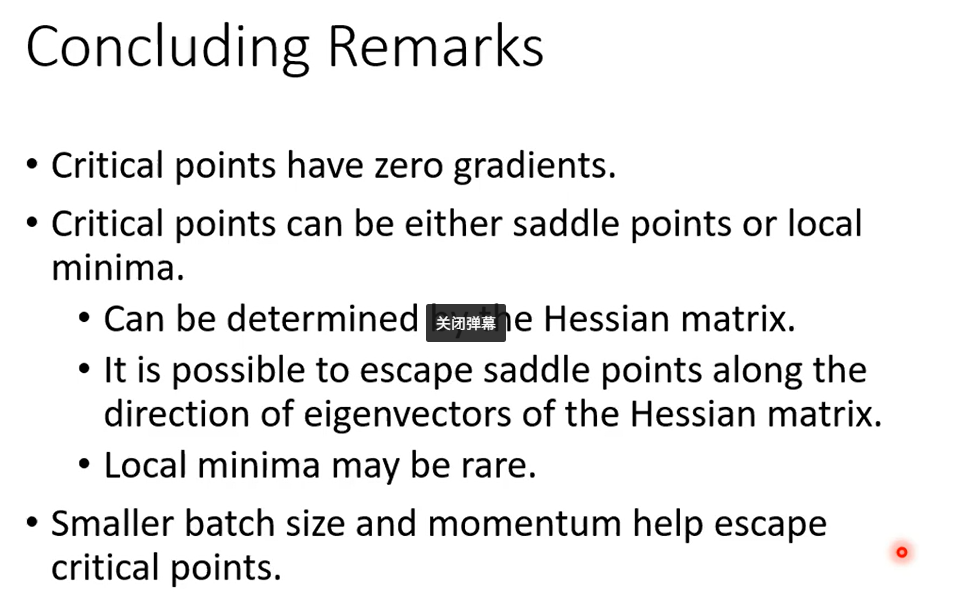 Concluding Remarks
• Critical points have zero gradients.
• Critical points can be either saddle points or local
minima.
• Can be determined by the Hessian matrix.
关闭弹幕
• It is possible to escape saddle points along the
direction of eigenvectors of the Hessian matrix.
• Local minima may be rare.
• Smaller batch size and momentum help escape
critical points.